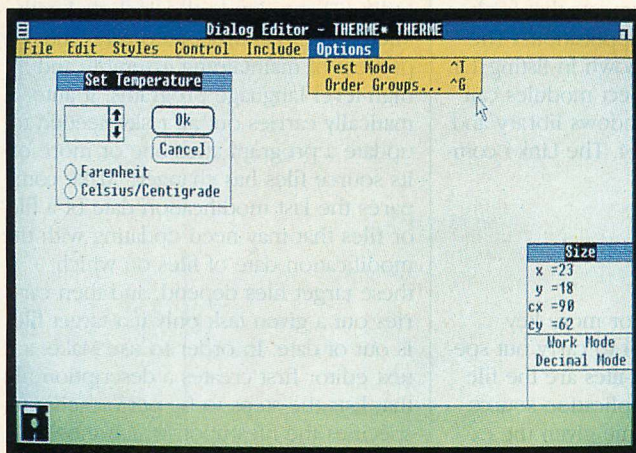 Dialog Editor - THERME▪ THERME
File Edit Styles Control Include Options
Test Mode ^T
Order Groups... ^G
Set Temperature
Ok
Cancel
Farenheit
Celsius/Centigrade
Size
x =23
y =18
cx =90
cy =62
Work Mode
Decimal Mode